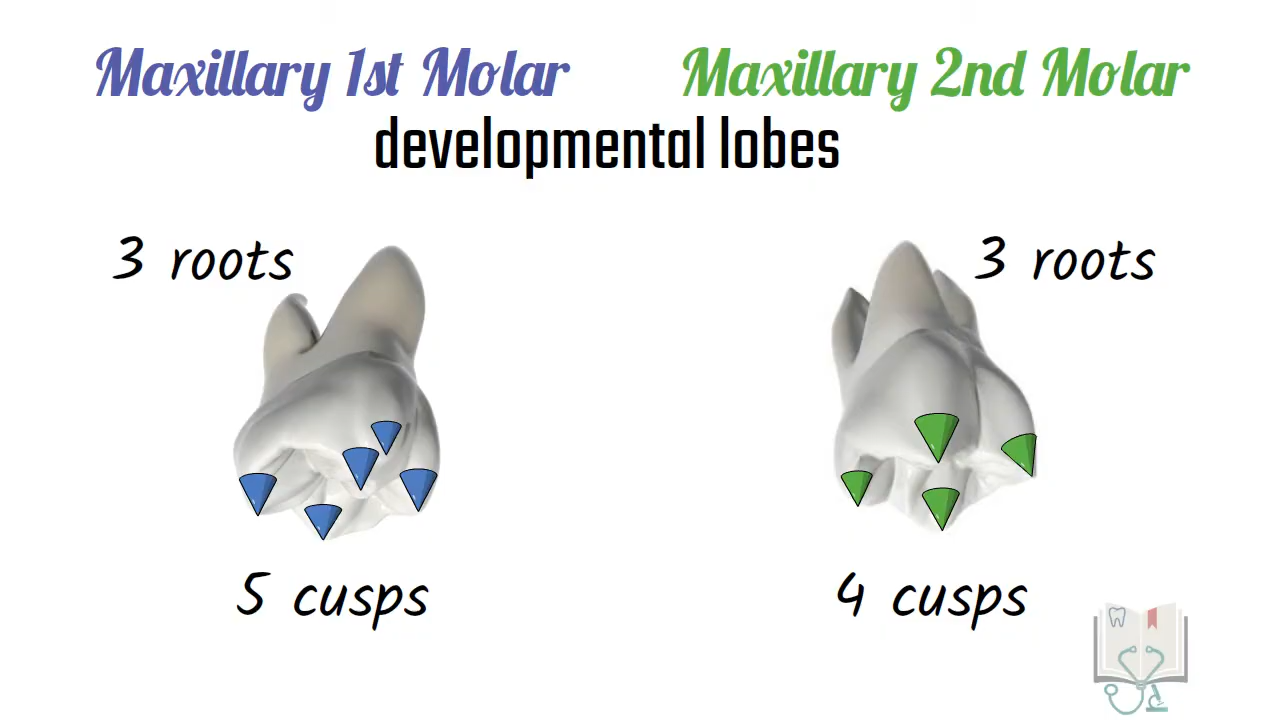 Maxillary 1st Molar
Maxillary 2nd Molar
developmental lobes
3 roots
3 roots
5 cusps
4 cusps